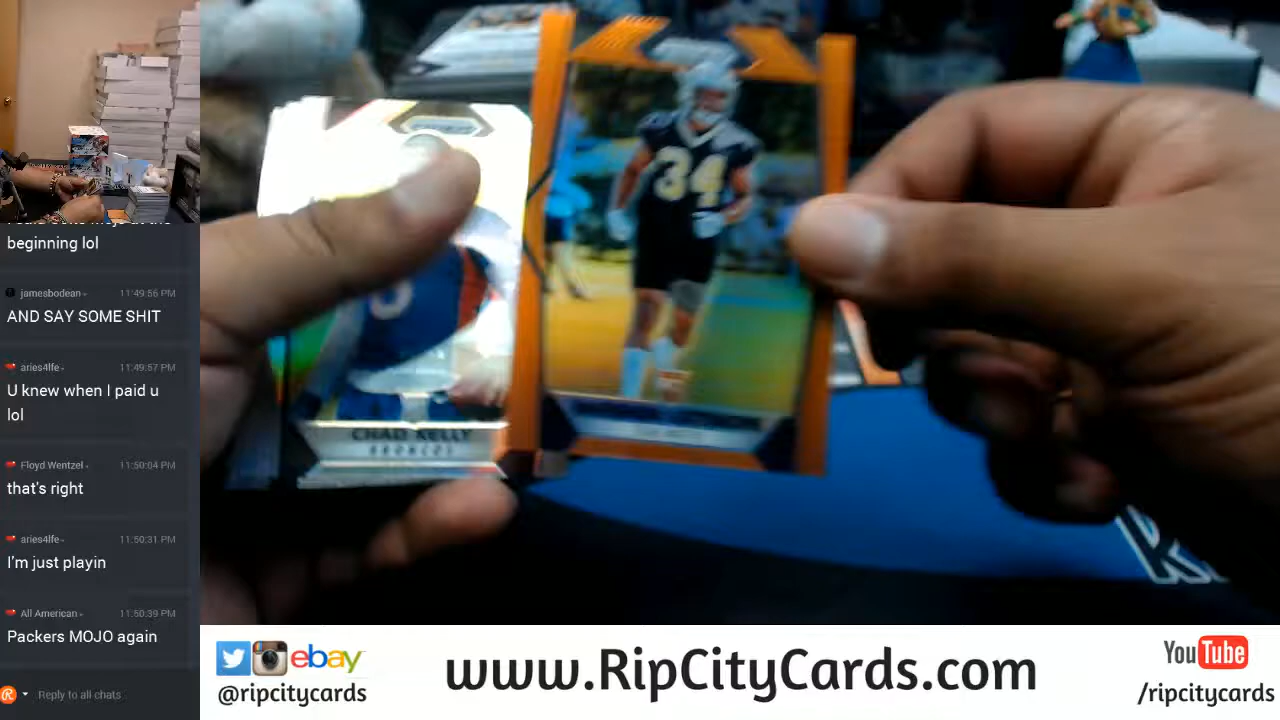 beginning lol
jamesbodean
11:49:56 PM
AND SAY SOME SHIT
aries4lfe
11:49:57 PM
U knew when I paid u
lol
Floyd Wentzel
11:50:04 PM
that's right
aries4lfe
11:50:31 PM
I'm just playin
All American
11:50:39 PM
Packers MOJO again
Reply to all chats
34
CHAD KELLY
BRONCOS
ebay
@ripcitycards
www.RipCityCards.com
YouTube
/ripcitycards